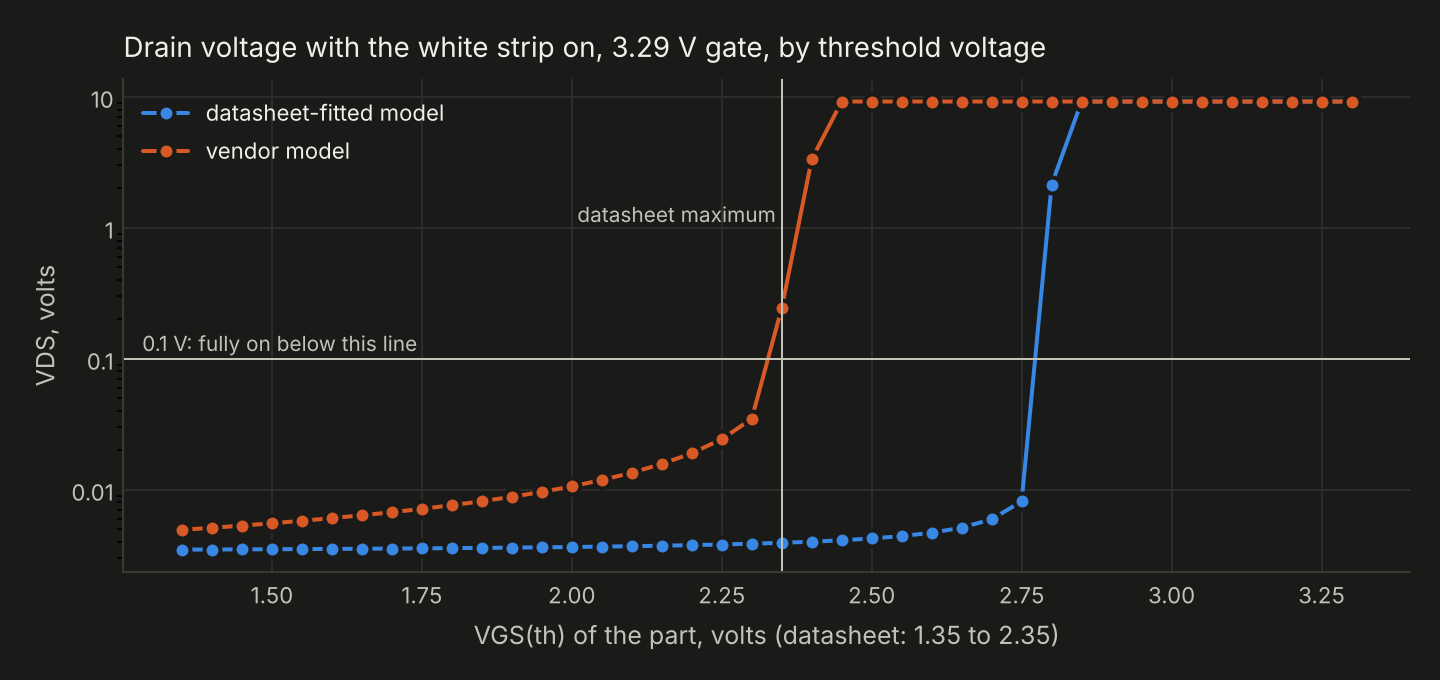 Drain voltage with the white strip on, 3.29 V gate, by threshold voltage
datasheet-fitted model
vendor model
datasheet maximum
0.1 V: fully on below this line
VDS, volts
10
1
0.1
0.01
1.50 1.75 2.00 2.25 2.50 2.75 3.00 3.25
VGS(th) of the part, volts (datasheet: 1.35 to 2.35)